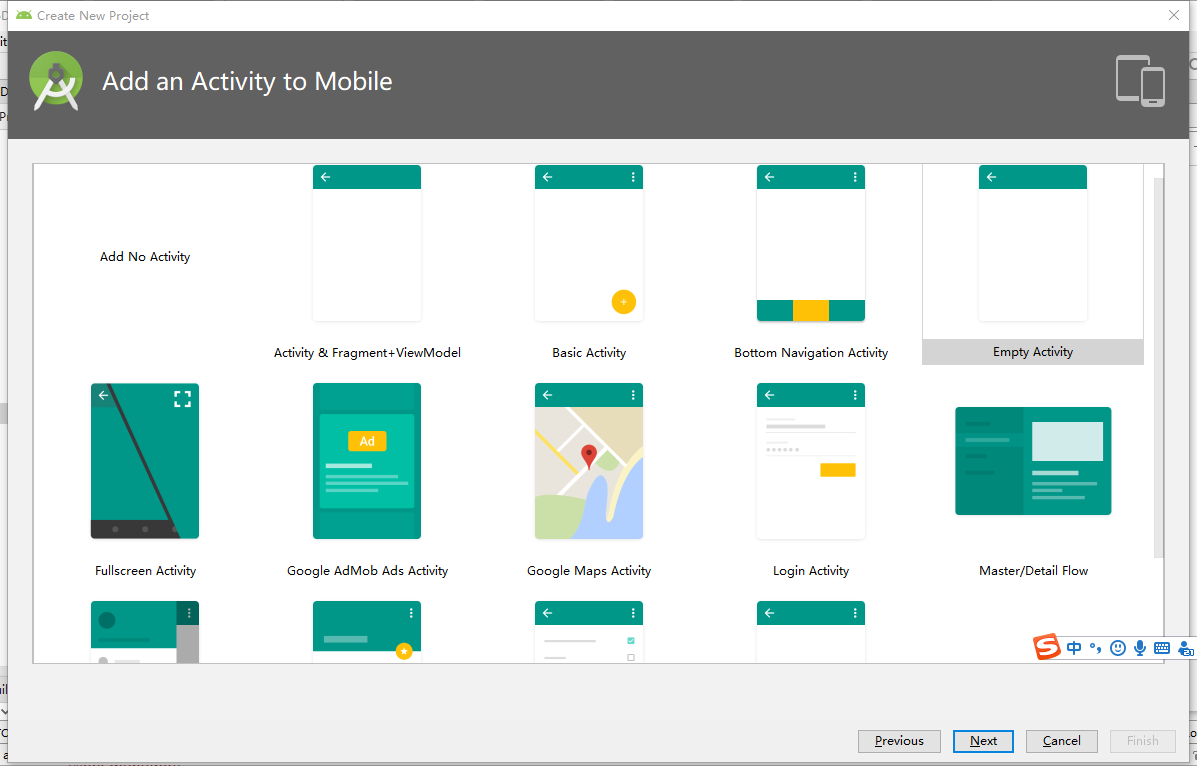 Create New Project
Add an Activity to Mobile
Add No Activity
Activity & Fragment+ViewModel
Basic Activity
Bottom Navigation Activity
Empty Activity
Ad
Fullscreen Activity
Google AdMob Ads Activity
Google Maps Activity
Login Activity
Master/Detail Flow
中
Previous
Next
Cancel
Finish